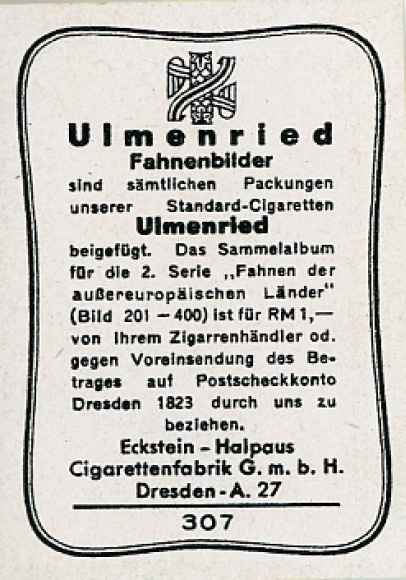 Ulmenried
Fahnenbilder
sind sämtlichen Packungen
unserer Standard-Cigaretten
Ulmenried
beigefügt. Das Sammelalbum
für die 2. Serie „Fahnen der
außereuropäischen Länder"
(Bild 201 – 400) ist für RM 1,—
von Ihrem Zigarrenhändler od.
gegen Voreinsendung des Be-
trages auf Postscheckkonto
Dresden 1823 durch uns zu
beziehen.
Eckstein - Halpaus
Cigarettenfabrik G. m. b. H.
Dresden - A. 27
307